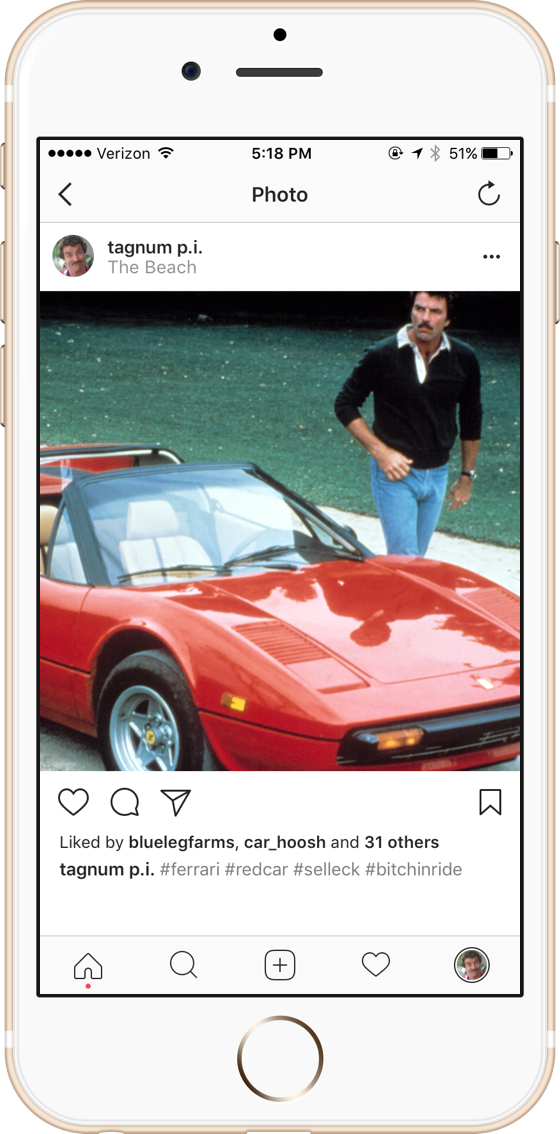 Verizon 5:18 PM 51%
Photo
tagnum p.i.
The Beach
Liked by bluelegfarms, car_hoosh and 31 others
tagnum p.i. #ferrari #redcar #selleck #bitchinride